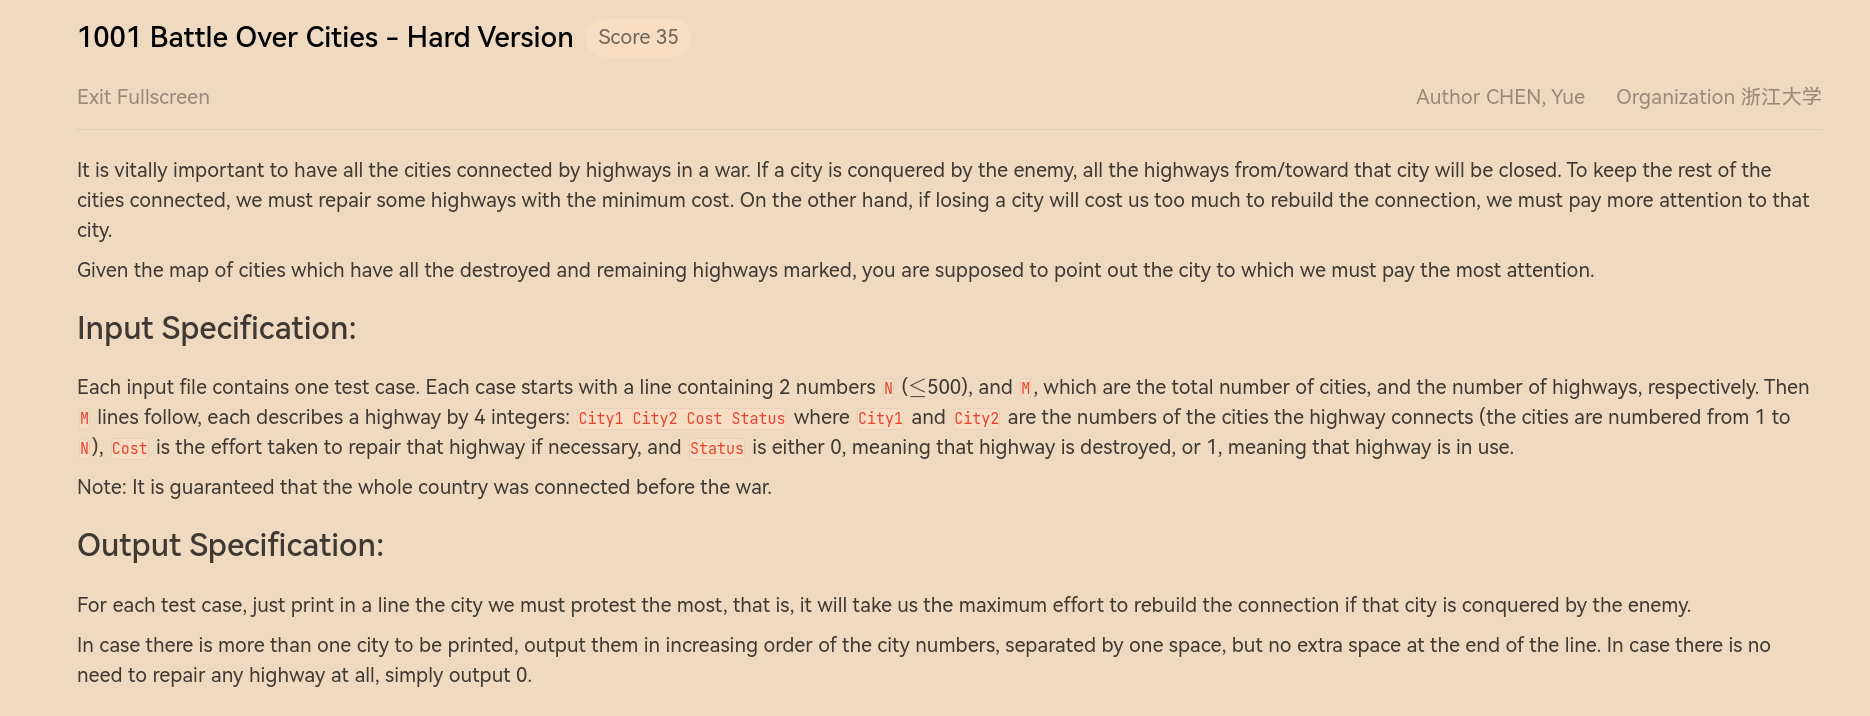 1001 Battle Over Cities - Hard Version Score 35
Exit Fullscreen Author CHEN, Yue Organization 浙江大学
It is vitally important to have all the cities connected by highways in a war. If a city is conquered by the enemy, all the highways from/toward that city will be closed. To keep the rest of the
cities connected, we must repair some highways with the minimum cost. On the other hand, if losing a city will cost us too much to rebuild the connection, we must pay more attention to that
city.
Given the map of cities which have all the destroyed and remaining highways marked, you are supposed to point out the city to which we must pay the most attention.
Input Specification:
Each input file contains one test case. Each case starts with a line containing 2 numbers N (≤500), and M, which are the total number of cities, and the number of highways, respectively. Then
M lines follow, each describes a highway by 4 integers: City1 City2 Cost Status where City1 and City2 are the numbers of the cities the highway connects (the cities are numbered from 1 to
N), Cost is the effort taken to repair that highway if necessary, and Status is either 0, meaning that highway is destroyed, or 1, meaning that highway is in use.
Note: It is guaranteed that the whole country was connected before the war.
Output Specification:
For each test case, just print in a line the city we must protest the most, that is, it will take us the maximum effort to rebuild the connection if that city is conquered by the enemy.
In case there is more than one city to be printed, output them in increasing order of the city numbers, separated by one space, but no extra space at the end of the line. In case there is no
need to repair any highway at all, simply output 0.